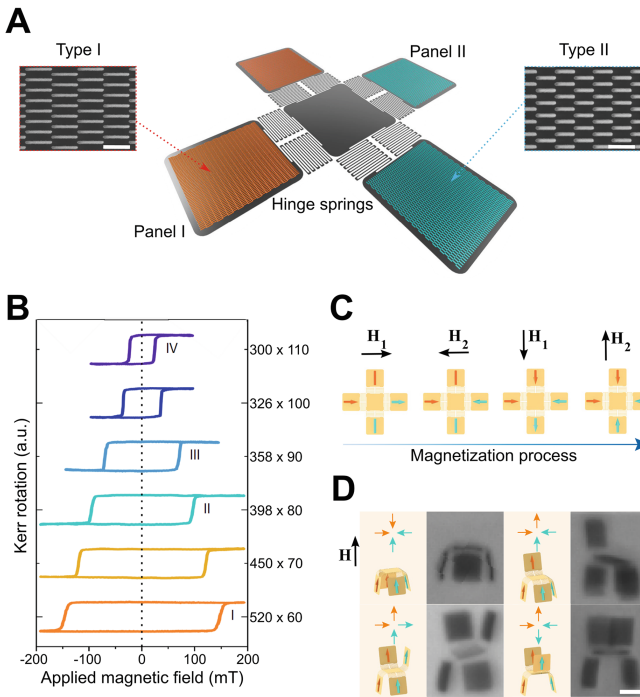 A
Type I
Panel II
Type II
Hinge springs
Panel I
B
Kerr rotation (a.u.)
IV
III
II
I
300 x 110
326 x 100
358 x 90
398 x 80
450 x 70
520 x 60
-200
-100
0
100
200
Applied magnetic field (mT)
C
H1
H2
H1
H2
Magnetization process
D
H